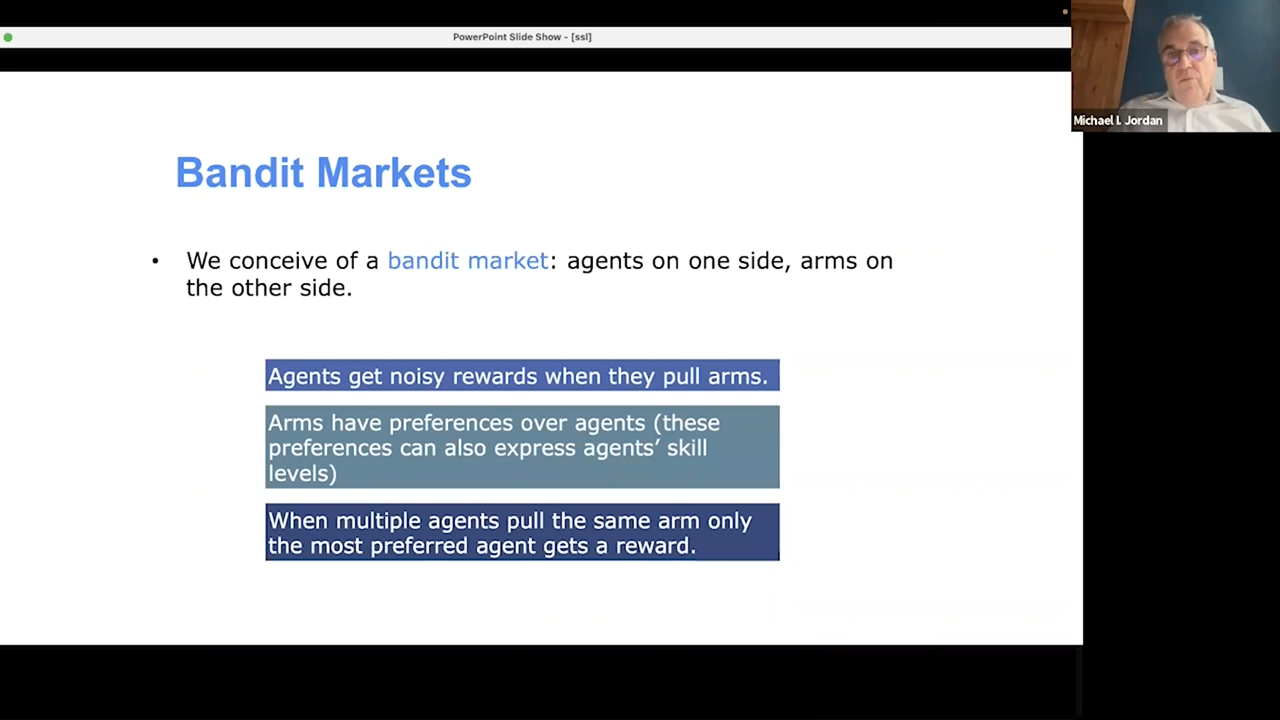 PowerPoint Slide Show - [ssl]
Michael I. Jordan
Bandit Markets
• We conceive of a bandit market: agents on one side, arms on
the other side.
Agents get noisy rewards when they pull arms.
Arms have preferences over agents (these
preferences can also express agents’ skill
levels)
When multiple agents pull the same arm only
the most preferred agent gets a reward.